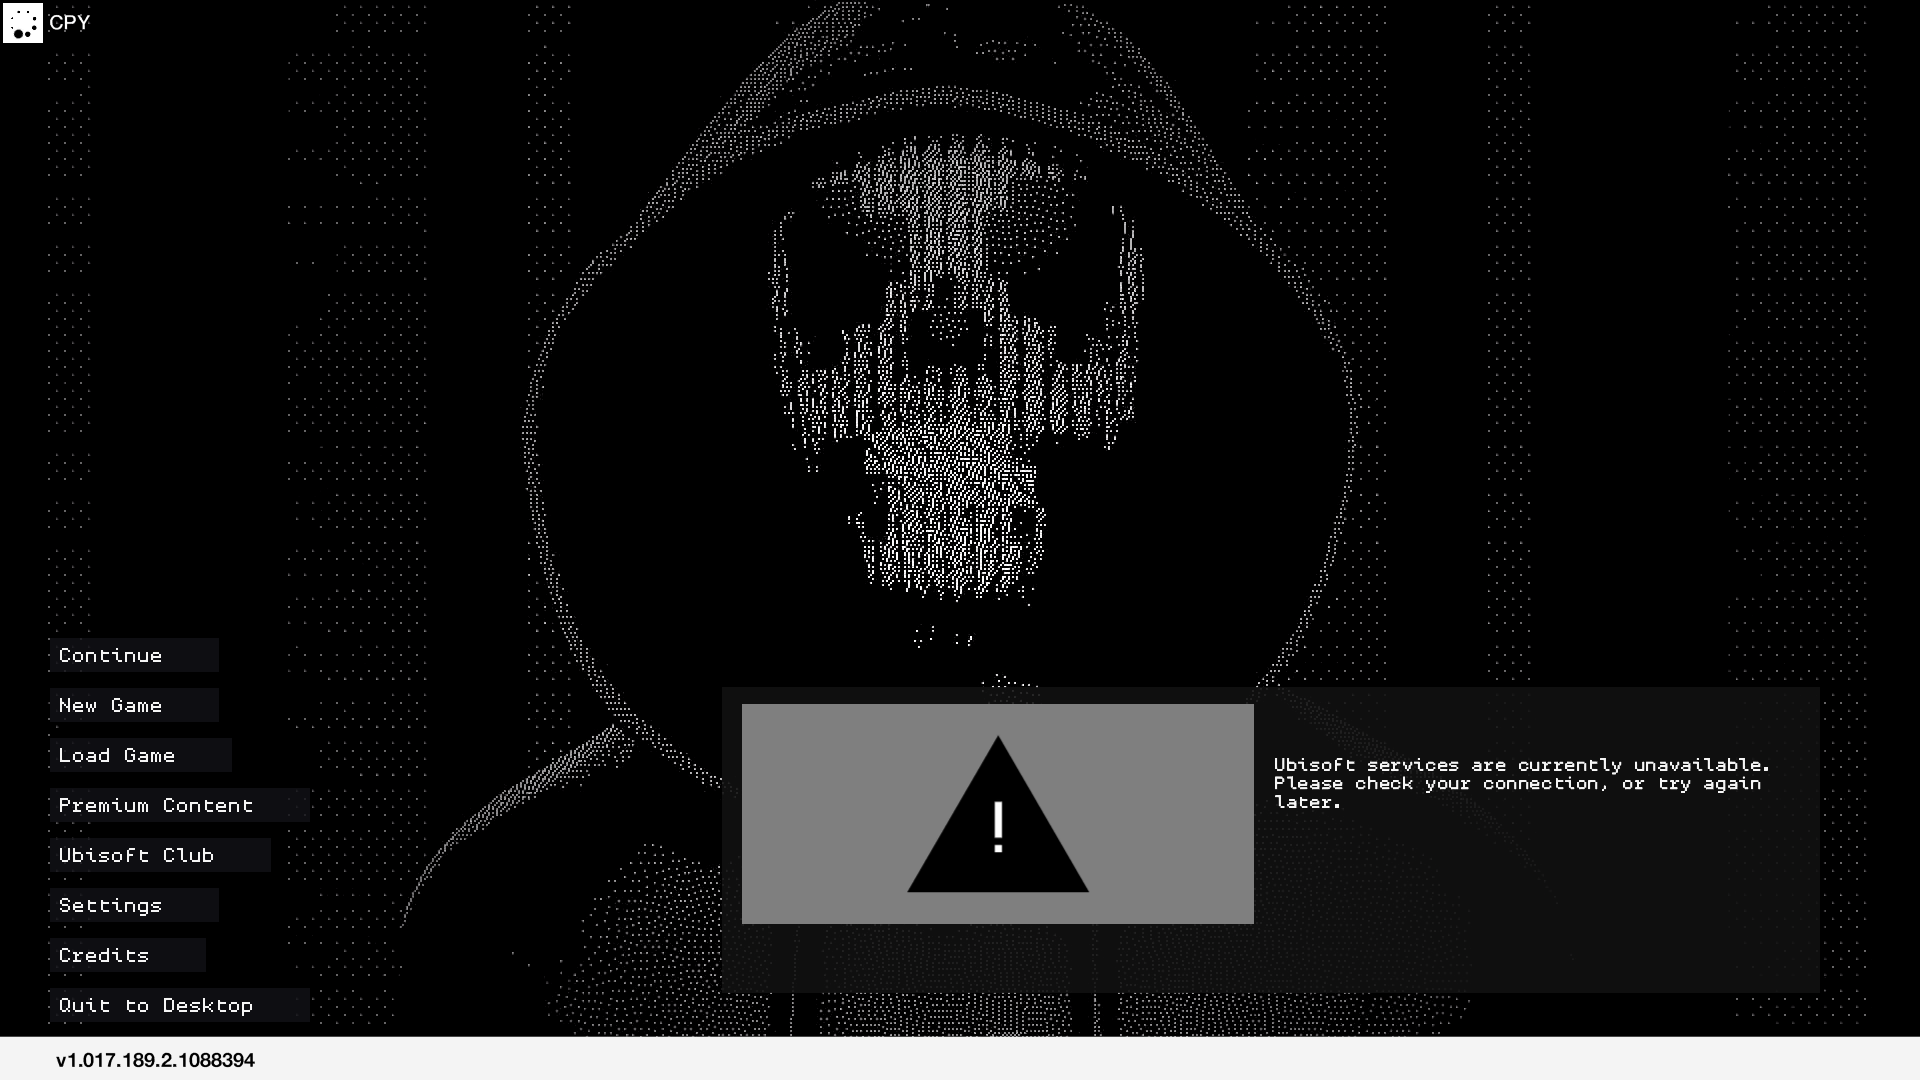 CPY
Continue
New Game
Load Game
Premium Content
Ubisoft Club
Settings
Credits
Quit to Desktop
!
Ubisoft services are currently unavailable.
Please check your connection, or try again
later.
v1.017.189.2.1088394